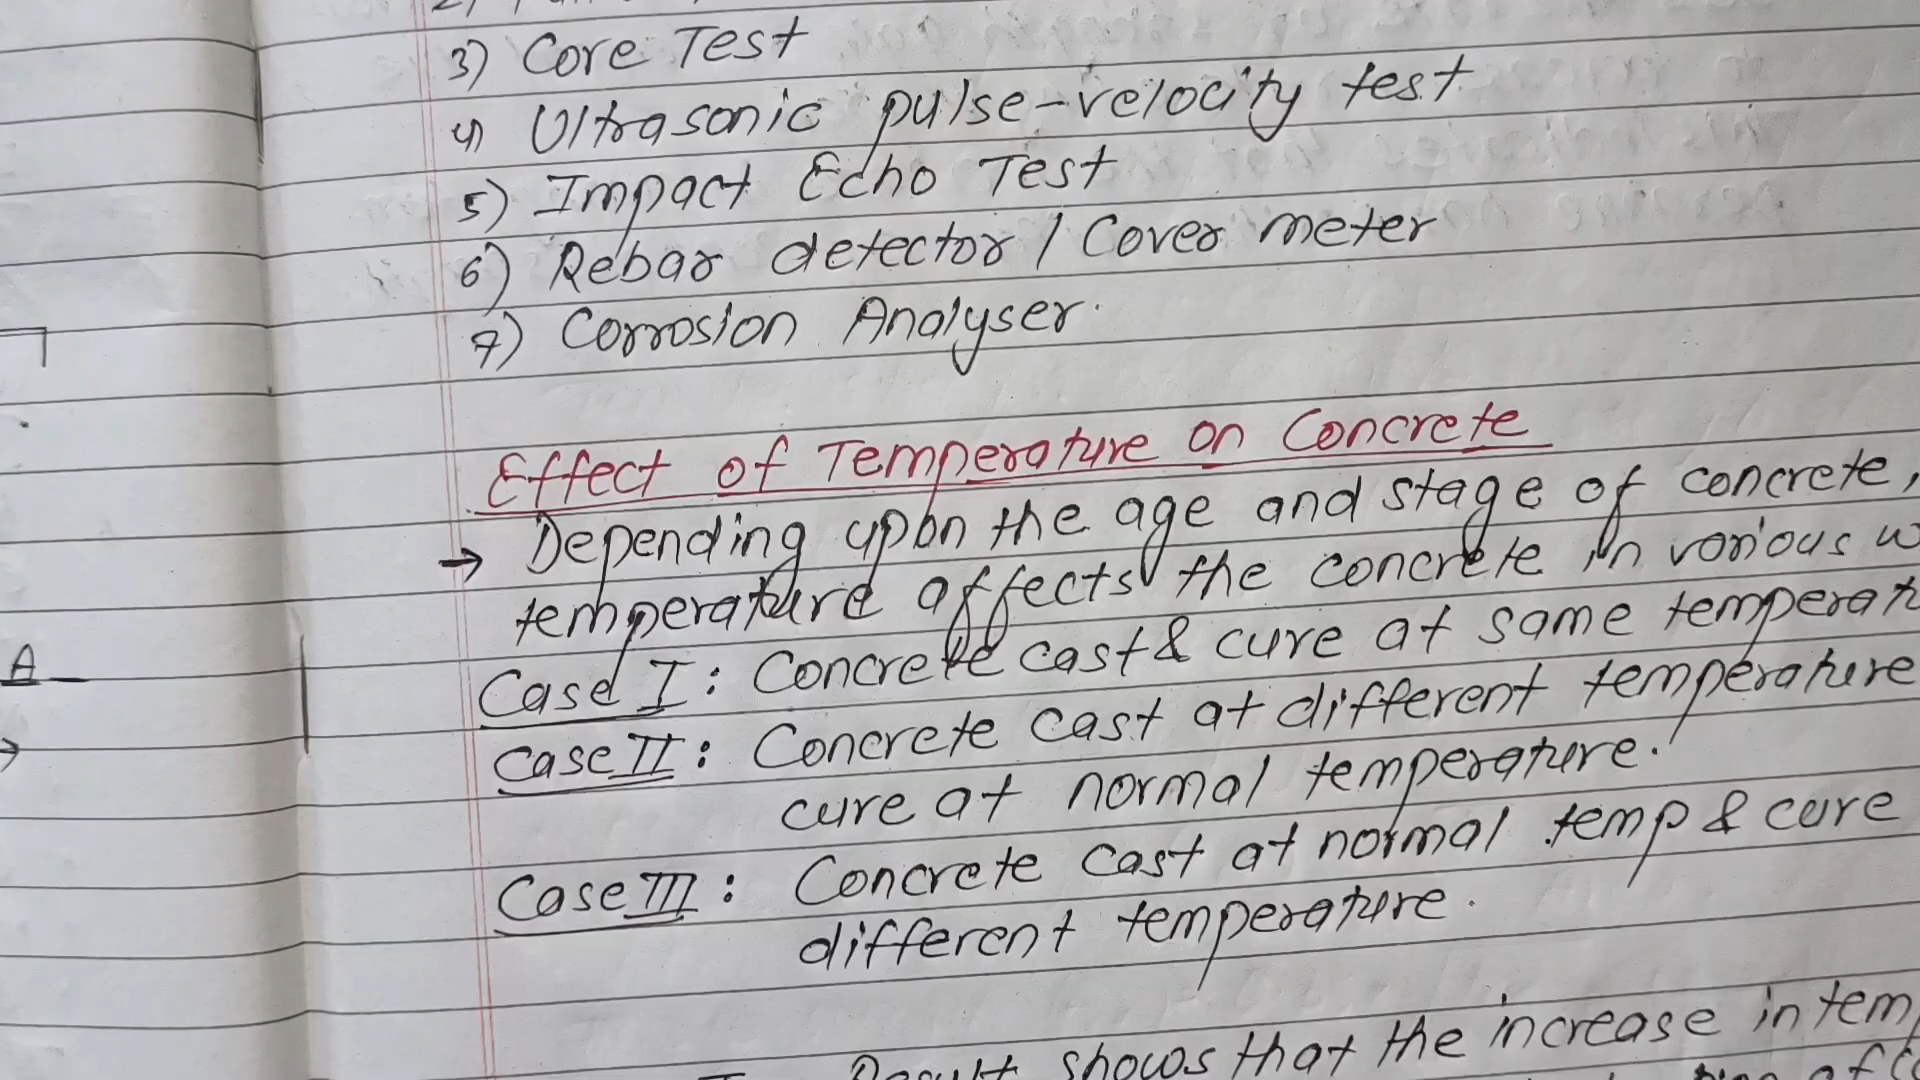 3) Core Test
4) Ultrasonic pulse-velocity test
5) Impact Echo Test
6) Rebar detector / Cover meter
7) Corrosion Analyser.
Effect of Temperature on Concrete
→ Depending upon the age and stage of concrete,
temperature affects the concrete in various w
Case I : Concrete cast & cure at same temperat
Case II : Concrete cast at different temperature
cure at normal temperature.
Case III : Concrete cast at normal temp & cure
different temperature.
Result shows that the increase in tem
A